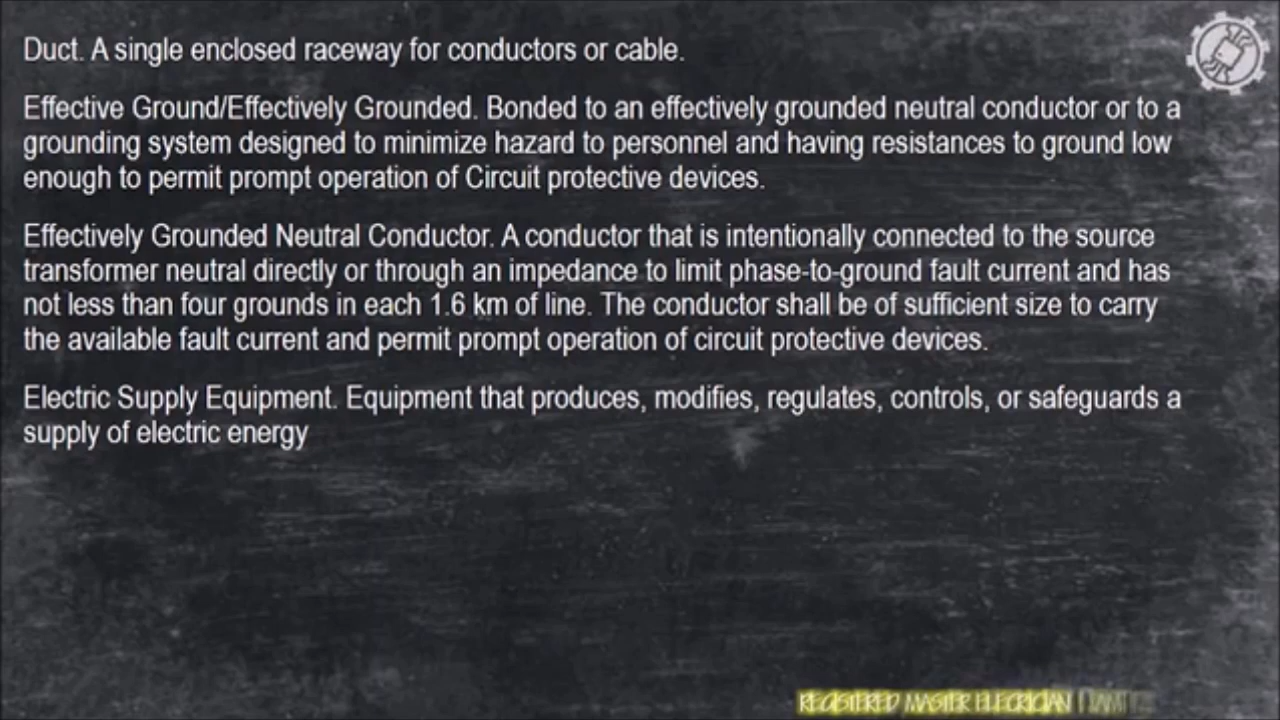 Duct. A single enclosed raceway for conductors or cable.
Effective Ground/Effectively Grounded. Bonded to an effectively grounded neutral conductor or to a
grounding system designed to minimize hazard to personnel and having resistances to ground low
enough to permit prompt operation of Circuit protective devices.
Effectively Grounded Neutral Conductor. A conductor that is intentionally connected to the source
transformer neutral directly or through an impedance to limit phase-to-ground fault current and has
not less than four grounds in each 1.6 km of line. The conductor shall be of sufficient size to carry
the available fault current and permit prompt operation of circuit protective devices.
Electric Supply Equipment. Equipment that produces, modifies, regulates, controls, or safeguards a
supply of electric energy
REGISTERED MASTER ELECRICIAN